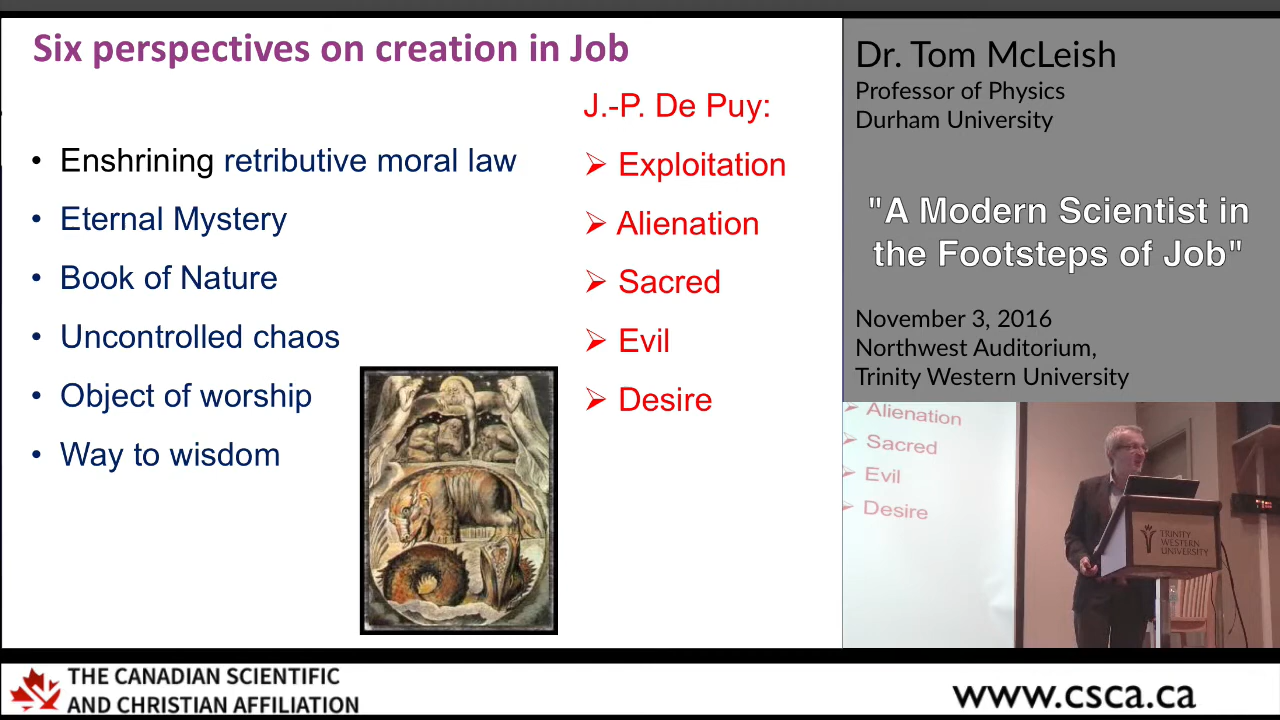 Six perspectives on creation in Job
• Enshrining retributive moral law
• Eternal Mystery
• Book of Nature
• Uncontrolled chaos
• Object of worship
• Way to wisdom
J.-P. De Puy:
➢ Exploitation
➢ Alienation
➢ Sacred
➢ Evil
➢ Desire
Dr. Tom McLeish
Professor of Physics
Durham University
"A Modern Scientist in
the Footsteps of Job"
November 3, 2016
Northwest Auditorium,
Trinity Western University
➢ Alienation
➢ Sacred
➢ Evil
➢ Desire
TRINITY
WESTERN
UNIVERSITY
THE CANADIAN SCIENTIFIC
AND CHRISTIAN AFFILIATION
www.csca.ca